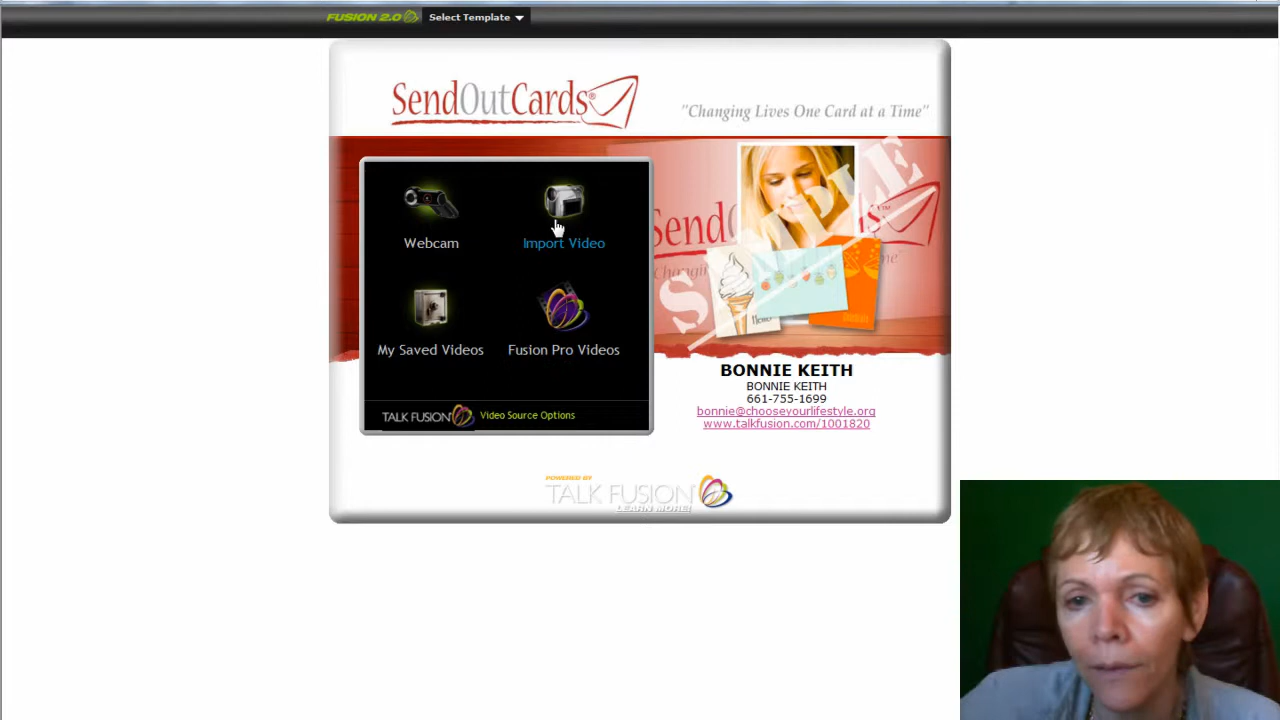 FUSION 2.0
Select Template
SendOutCards®
"Changing Lives One Card at a Time"
SAMPLE
Webcam
Import Video
My Saved Videos
Fusion Pro Videos
TALK FUSION
Video Source Options
BONNIE KEITH
BONNIE KEITH
661-755-1699
bonnie@chooseyourlifestyle.org
www.talkfusion.com/1001820
POWERED BY
TALK FUSION
LEARN MORE!